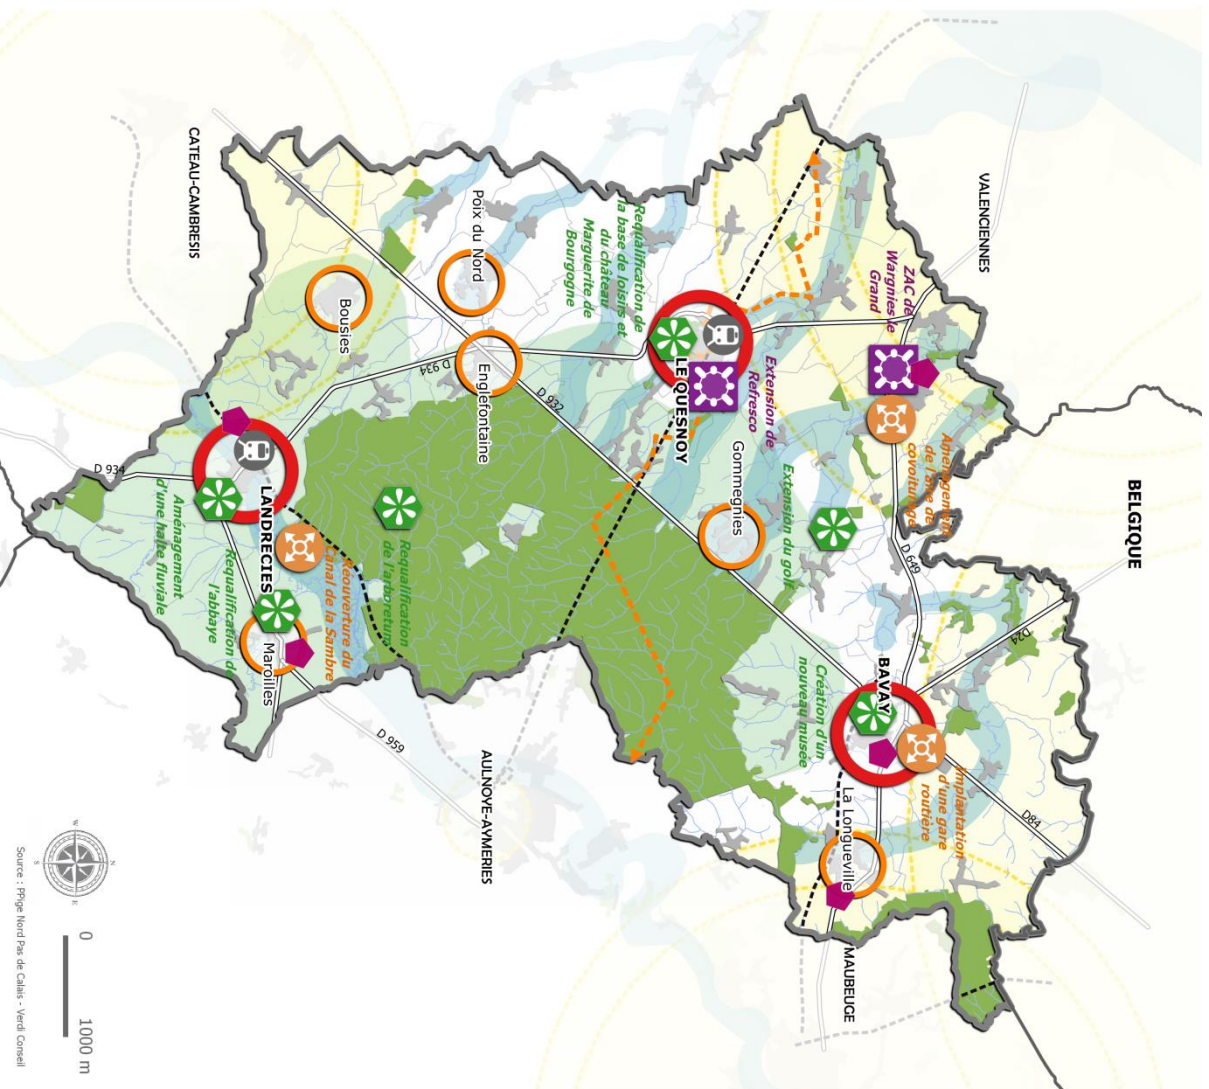 BELGIQUE
VALENCIENNES
D84
D24
Aménagement
de l'aire de
covoiturage
ZAC de
Wargnies le
Grand
Implantation
d'une gare
routière
D 649
BAVAY
La Longueville
MAUBEUGE
Création d'un
nouveau musée
Extension du golf
Extension de
Refresco
Gommegnies
LE QUESNOY
Requalification de
la base de loisirs et
du château
Marguerite de
Bourgogne
D 932
Englefontaine
Poix du Nord
AULNOYE-AYMERIES
D 934
Requalification
de l'arboretum
D 959
Bousies
Réouverture du
Canal de la Sambre
LANDRECIES
Maroilles
Requalification de
l'abbaye
CATEAU-CAMBRESIS
Aménagement
d'une halte fluviale
D 934
N
W
E
S
0
1000 m
Source : PPige Nord Pas de Calais - Verdi Conseil